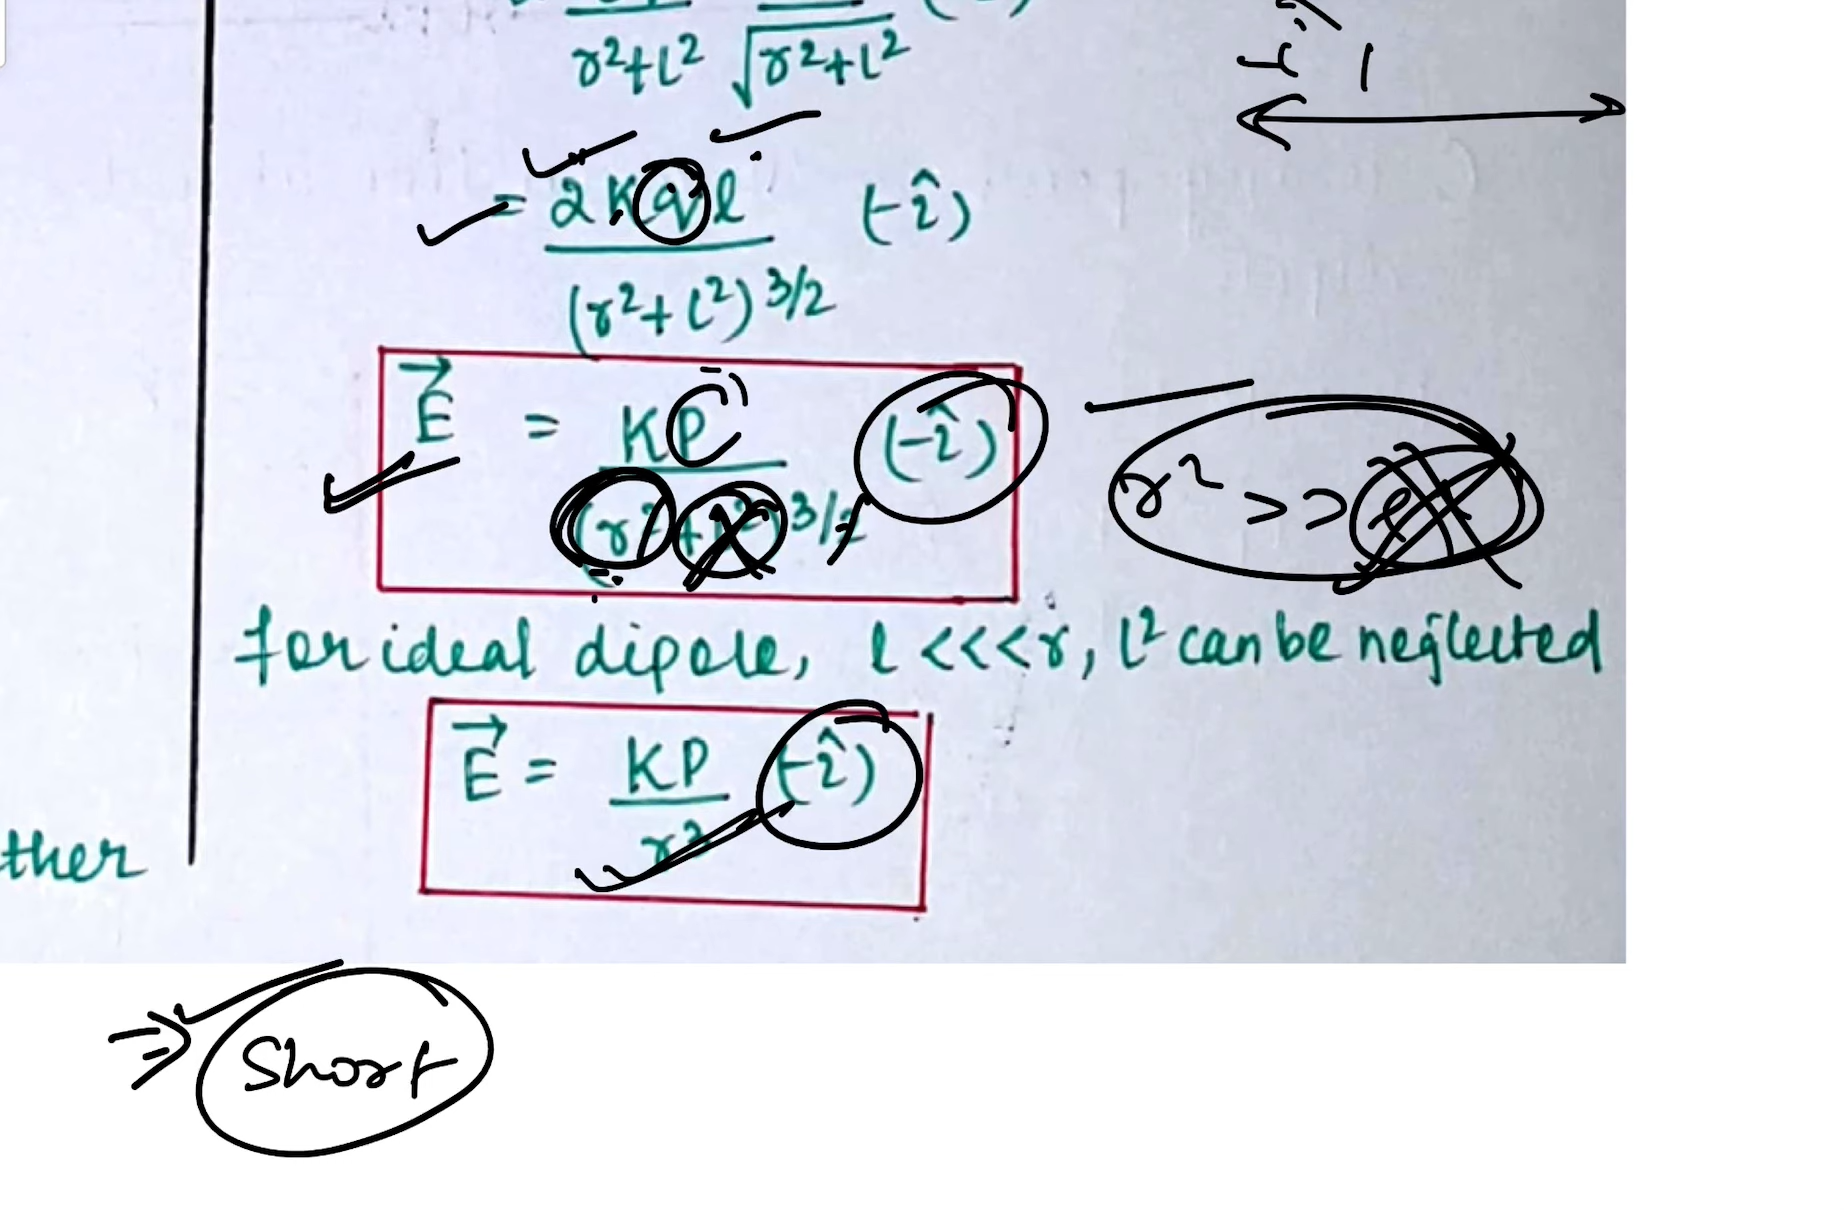 r²+l² √r²+l²
l
= 2Kql (-î)
(r²+l²)3/2
E⃗ = KP (-î)
(r²+l²)3/2
r² >> l²
for ideal dipole, l <<<r, l² can be neglected
E⃗ = KP (-î)
r³
ther
⇒ Short